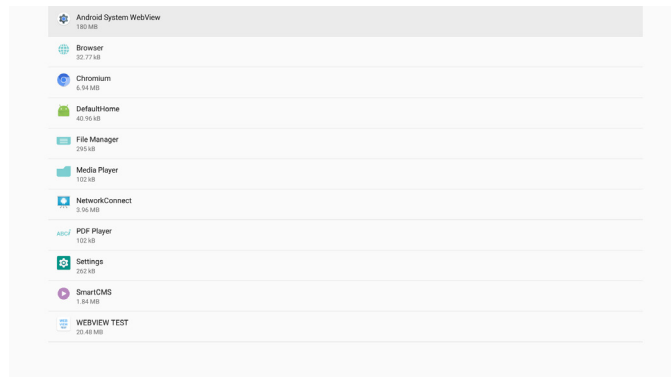 Android System WebView
180 MB
Browser
32.77 kB
Chromium
6.94 MB
DefaultHome
40.96 kB
File Manager
295 kB
Media Player
102 kB
NetworkConnect
3.96 MB
PDF Player
102 kB
Settings
262 kB
SmartCMS
1.84 MB
WEBVIEW TEST
20.48 MB